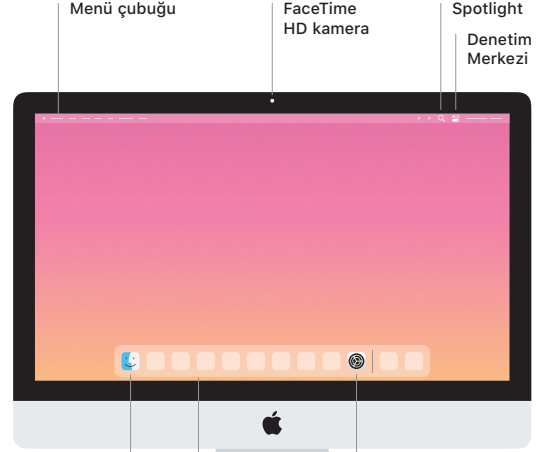 Menü çubuğu
FaceTime
HD kamera
Spotlight
Denetim
Merkezi